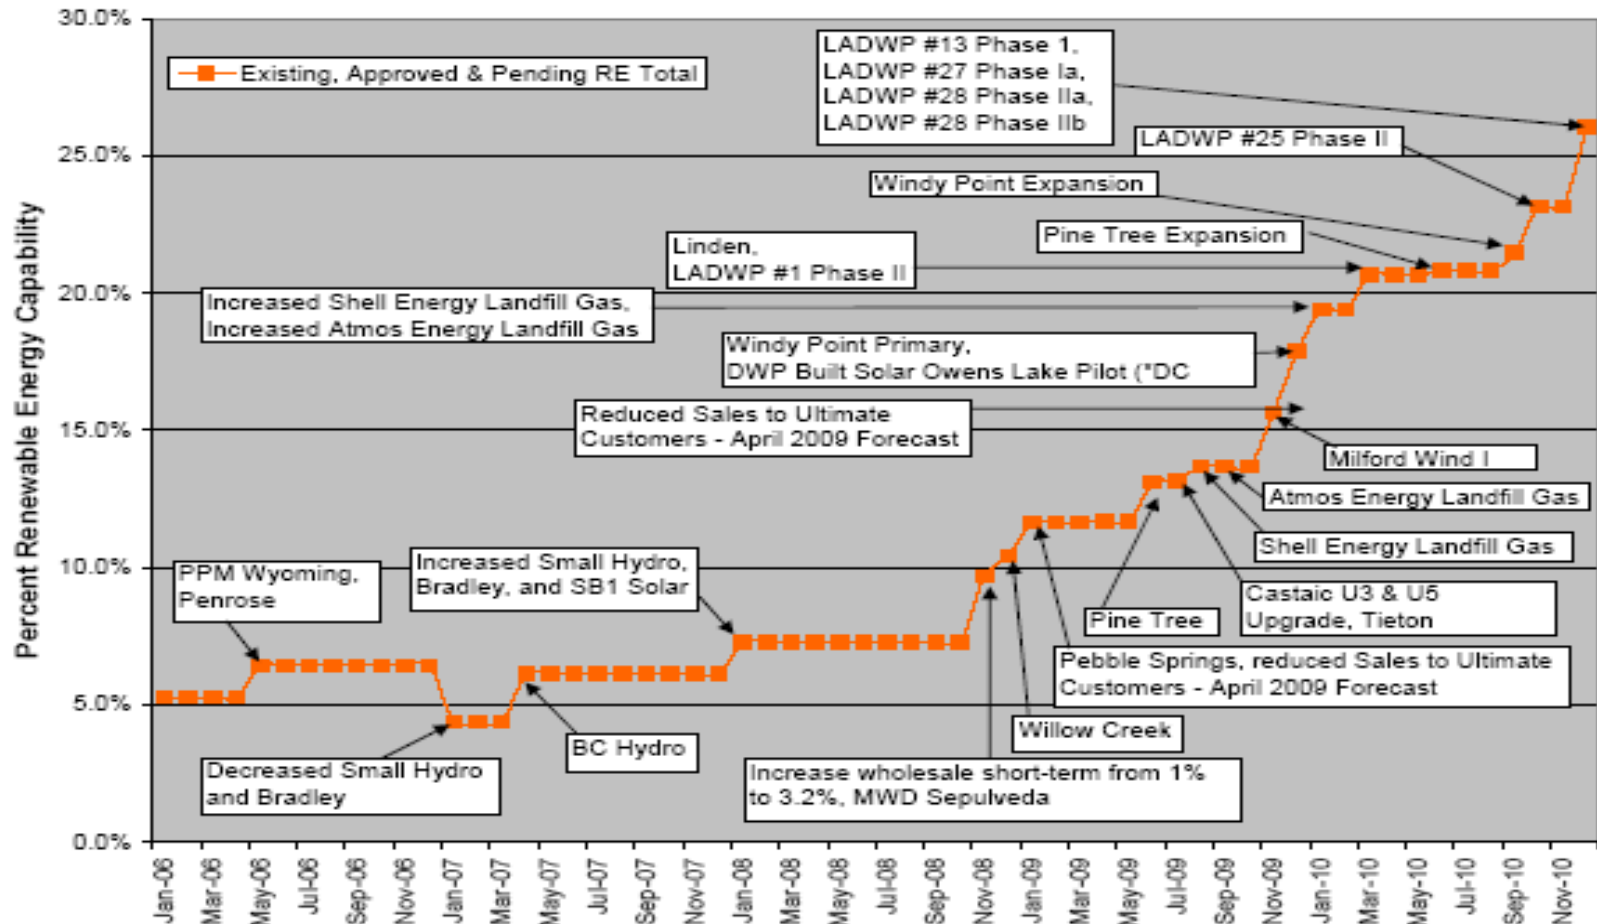 30.0%
25.0%
20.0%
15.0%
10.0%
5.0%
0.0%
Percent Renewable Energy Capability
Existing, Approved & Pending RE Total
LADWP #13 Phase 1,
LADWP #27 Phase Ia,
LADWP #28 Phase IIa,
LADWP #28 Phase IIb
LADWP #25 Phase II
Windy Point Expansion
Pine Tree Expansion
Linden,
LADWP #1 Phase II
Increased Shell Energy Landfill Gas,
Increased Atmos Energy Landfill Gas
Windy Point Primary,
DWP Built Solar Owens Lake Pilot ("DC
Reduced Sales to Ultimate
Customers - April 2009 Forecast
Milford Wind I
Atmos Energy Landfill Gas
Shell Energy Landfill Gas
Castaic U3 & U5
Upgrade, Tieton
Pine Tree
Pebble Springs, reduced Sales to Ultimate
Customers - April 2009 Forecast
Willow Creek
Increase wholesale short-term from 1%
to 3.2%, MWD Sepulveda
Increased Small Hydro,
Bradley, and SB1 Solar
PPM Wyoming,
Penrose
BC Hydro
Decreased Small Hydro
and Bradley
Jan-06
Mar-06
May-06
Jul-06
Sep-06
Nov-06
Jan-07
Mar-07
May-07
Jul-07
Sep-07
Nov-07
Jan-08
Mar-08
May-08
Jul-08
Sep-08
Nov-08
Jan-09
Mar-09
May-09
Jul-09
Sep-09
Nov-09
Jan-10
Mar-10
May-10
Jul-10
Sep-10
Nov-10